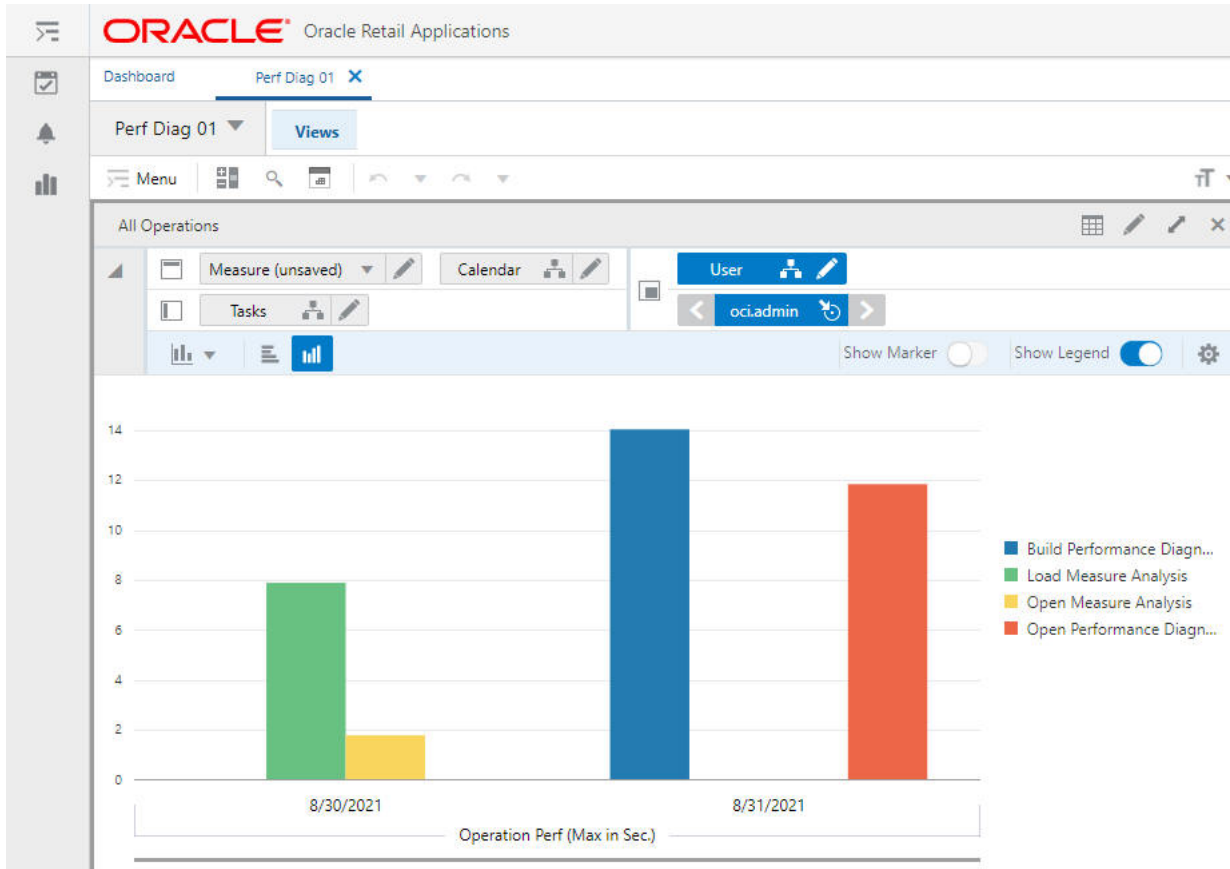 ORACLE® Oracle Retail Applications
Dashboard Perf Diag 01
Perf Diag 01 Views
Menu
All Operations
Measure (unsaved) Calendar User
Tasks oci.admin
Show Marker Show Legend
14
12
10
8
6
4
2
0
8/30/2021 8/31/2021
Operation Perf (Max in Sec.)
Build Performance Diagn...
Load Measure Analysis
Open Measure Analysis
Open Performance Diagn...